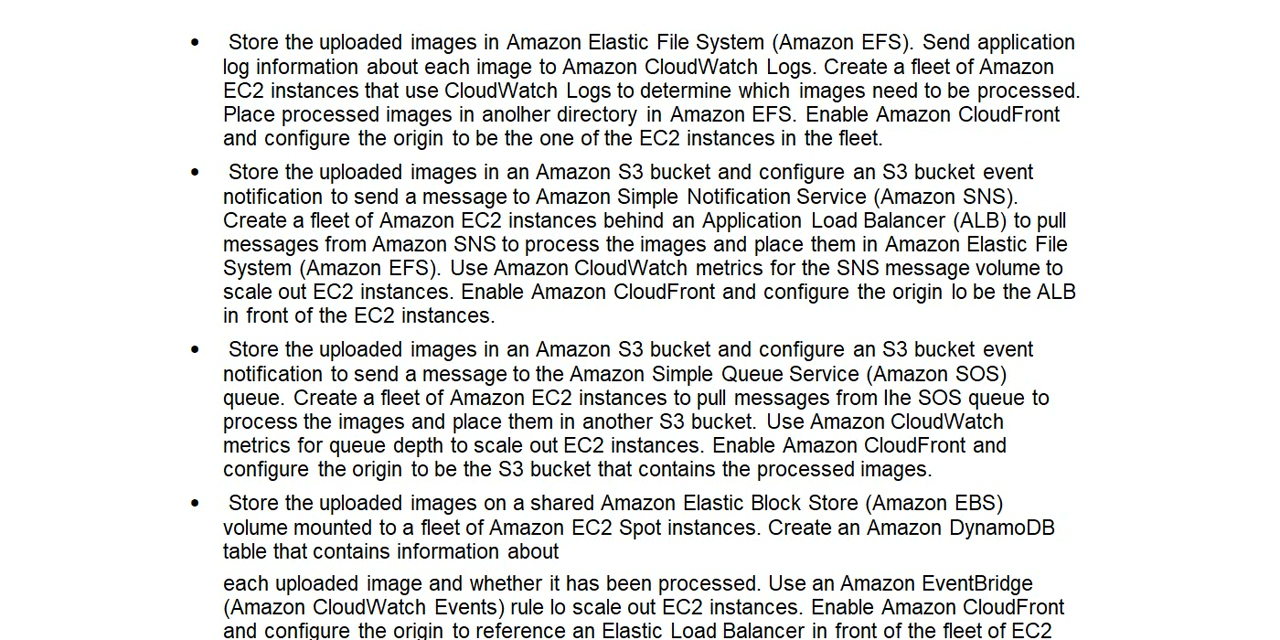 • Store the uploaded images in Amazon Elastic File System (Amazon EFS). Send application
log information about each image to Amazon CloudWatch Logs. Create a fleet of Amazon
EC2 instances that use CloudWatch Logs to determine which images need to be processed.
Place processed images in anolher directory in Amazon EFS. Enable Amazon CloudFront
and configure the origin to be the one of the EC2 instances in the fleet.
• Store the uploaded images in an Amazon S3 bucket and configure an S3 bucket event
notification to send a message to Amazon Simple Notification Service (Amazon SNS).
Create a fleet of Amazon EC2 instances behind an Application Load Balancer (ALB) to pull
messages from Amazon SNS to process the images and place them in Amazon Elastic File
System (Amazon EFS). Use Amazon CloudWatch metrics for the SNS message volume to
scale out EC2 instances. Enable Amazon CloudFront and configure the origin lo be the ALB
in front of the EC2 instances.
• Store the uploaded images in an Amazon S3 bucket and configure an S3 bucket event
notification to send a message to the Amazon Simple Queue Service (Amazon SOS)
queue. Create a fleet of Amazon EC2 instances to pull messages from lhe SOS queue to
process the images and place them in another S3 bucket. Use Amazon CloudWatch
metrics for queue depth to scale out EC2 instances. Enable Amazon CloudFront and
configure the origin to be the S3 bucket that contains the processed images.
• Store the uploaded images on a shared Amazon Elastic Block Store (Amazon EBS)
volume mounted to a fleet of Amazon EC2 Spot instances. Create an Amazon DynamoDB
table that contains information about
each uploaded image and whether it has been processed. Use an Amazon EventBridge
(Amazon CloudWatch Events) rule lo scale out EC2 instances. Enable Amazon CloudFront
and configure the origin to reference an Elastic Load Balancer in front of the fleet of EC2